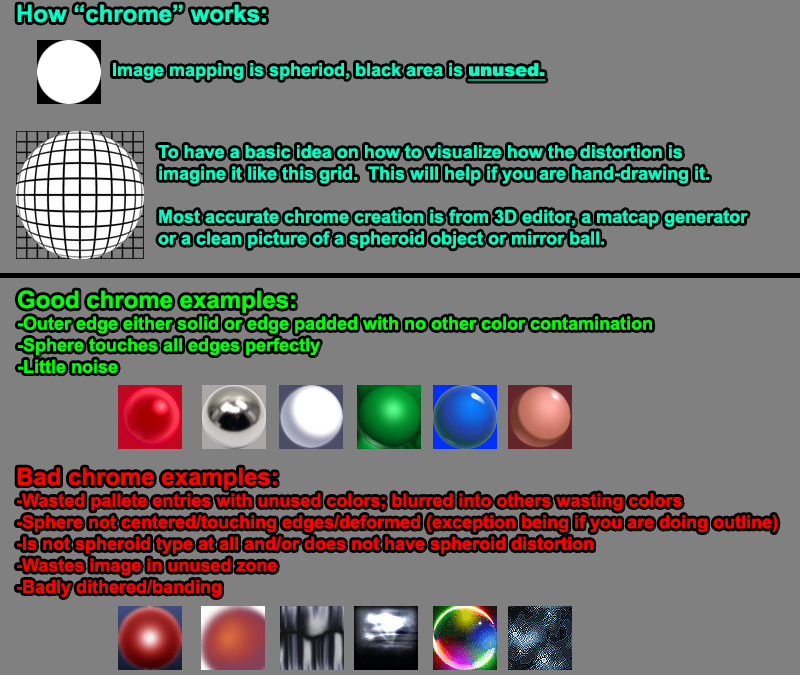 How “chrome” works:
Image mapping is spheriod, black area is unused.
To have a basic idea on how to visualize how the distortion is
imagine it like this grid.  This will help if you are hand-drawing it.
Most accurate chrome creation is from 3D editor, a matcap generator
or a clean picture of a spheroid object or mirror ball.
Good chrome examples:
-Outer edge either solid or edge padded with no other color contamination
-Sphere touches all edges perfectly
-Little noise
Bad chrome examples:
-Wasted pallete entries with unused colors; blurred into others wasting colors
-Sphere not centered/touching edges/deformed (exception being if you are doing outline)
-Is not spheroid type at all and/or does not have spheroid distortion
-Wastes image in unused zone
-Badly dithered/banding